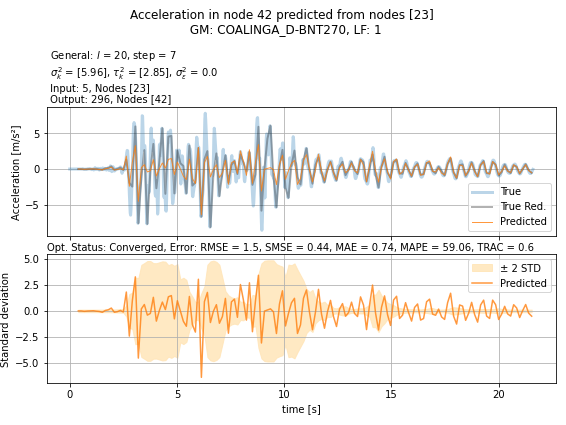 Acceleration in node 42 predicted from nodes [23]
GM: COALINGA_D-BNT270, LF: 1
General: l = 20, step = 7
σ²ₖ = [5.96], τ²ₖ = [2.85], σ²ε = 0.0
Input: 5, Nodes [23]
Output: 296, Nodes [42]
Acceleration [m/s²]
5
0
−5
True
True Red.
Predicted
Opt. Status: Converged, Error: RMSE = 1.5, SMSE = 0.44, MAE = 0.74, MAPE = 59.06, TRAC = 0.6
Standard deviation
5.0
2.5
0.0
−2.5
−5.0
± 2 STD
Predicted
0
5
10
15
20
time [s]